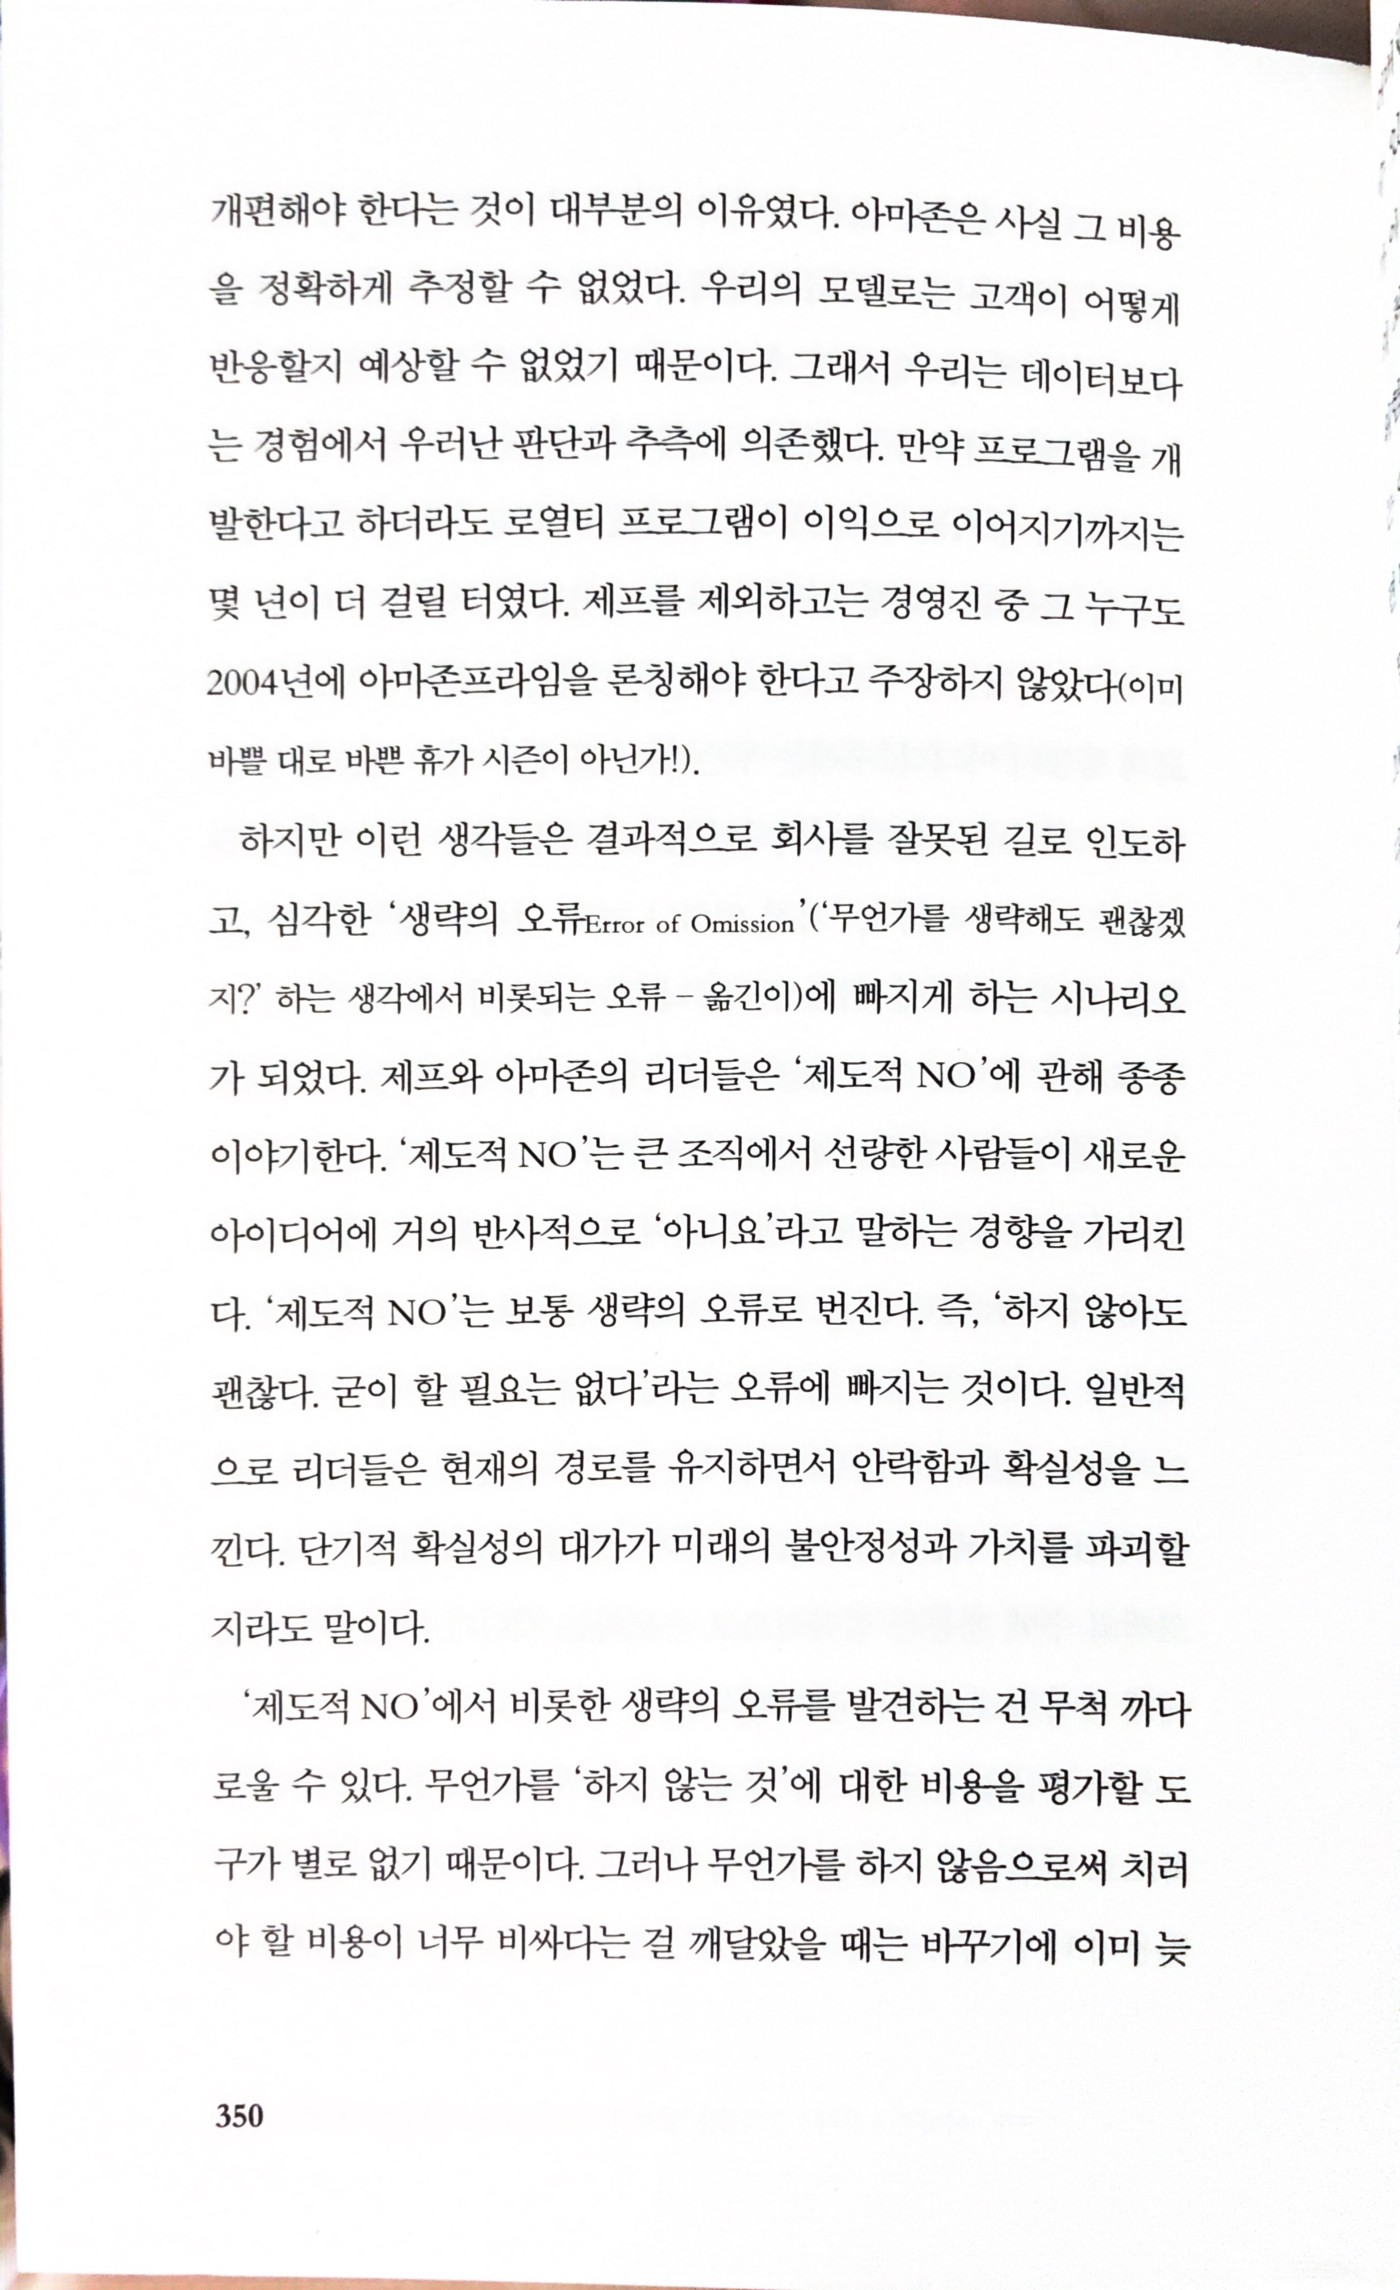 개편해야 한다는 것이 대부분의 이유였다. 아마존은 사실 그 비용
을 정확하게 추정할 수 없었다. 우리의 모델로는 고객이 어떻게
반응할지 예상할 수 없었기 때문이다. 그래서 우리는 데이터보다
는 경험에서 우러난 판단과 추측에 의존했다. 만약 프로그램을 개
발한다고 하더라도 로열티 프로그램이 이익으로 이어지기까지는
몇 년이 더 걸릴 터였다. 제프를 제외하고는 경영진 중 그 누구도
2004년에 아마존프라임을 론칭해야 한다고 주장하지 않았다(이미
바쁠 대로 바쁜 휴가 시즌이 아닌가!).
하지만 이런 생각들은 결과적으로 회사를 잘못된 길로 인도하
고, 심각한 ‘생략의 오류Error of Omission’(‘무언가를 생략해도 괜찮겠
지?’ 하는 생각에서 비롯되는 오류 – 옮긴이)에 빠지게 하는 시나리오
가 되었다. 제프와 아마존의 리더들은 ‘제도적 NO’에 관해 종종
이야기한다. ‘제도적 NO’는 큰 조직에서 선량한 사람들이 새로운
아이디어에 거의 반사적으로 ‘아니요’라고 말하는 경향을 가리킨
다. ‘제도적 NO’는 보통 생략의 오류로 번진다. 즉, ‘하지 않아도
괜찮다. 굳이 할 필요는 없다’라는 오류에 빠지는 것이다. 일반적
으로 리더들은 현재의 경로를 유지하면서 안락함과 확실성을 느
낀다. 단기적 확실성의 대가가 미래의 불안정성과 가치를 파괴할
지라도 말이다.
‘제도적 NO’에서 비롯한 생략의 오류를 발견하는 건 무척 까다
로울 수 있다. 무언가를 ‘하지 않는 것’에 대한 비용을 평가할 도
구가 별로 없기 때문이다. 그러나 무언가를 하지 않음으로써 치러
야 할 비용이 너무 비싸다는 걸 깨달았을 때는 바꾸기에 이미 늦
350